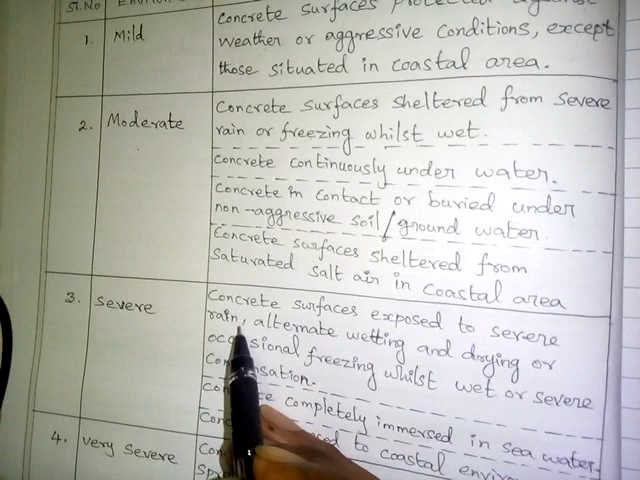 Sl.No
Concrete surfaces protected against
1. Mild
weather or aggressive conditions, except
those situated in coastal area.
2. Moderate
Concrete surfaces sheltered from severe
rain or freezing whilst wet.
Concrete continuously under water.
Concrete in contact or buried under
non-aggressive soil/ground water.
Concrete surfaces sheltered from
saturated salt air in coastal area
3. Severe
Concrete surfaces exposed to severe
rain, alternate wetting and drying or
freezing whilst wet or severe
completely immersed in sea water.
to coastal
4. very severe